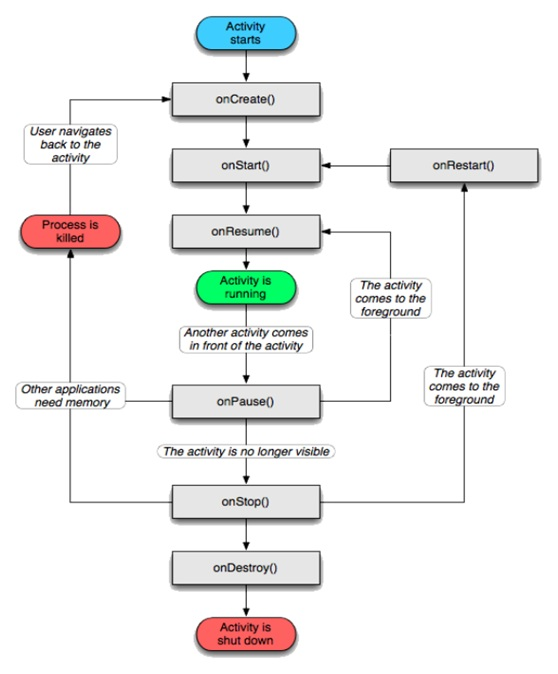 Activity
starts
onCreate()
User navigates
back to the
activity
onStart()
onRestart()
onResume()
Process is
killed
Activity is
running
The activity
comes to the
foreground
Another activity comes
in front of the activity
The activity
comes to the
foreground
Other applications
need memory
onPause()
The activity is no longer visible
onStop()
onDestroy()
Activity is
shut down